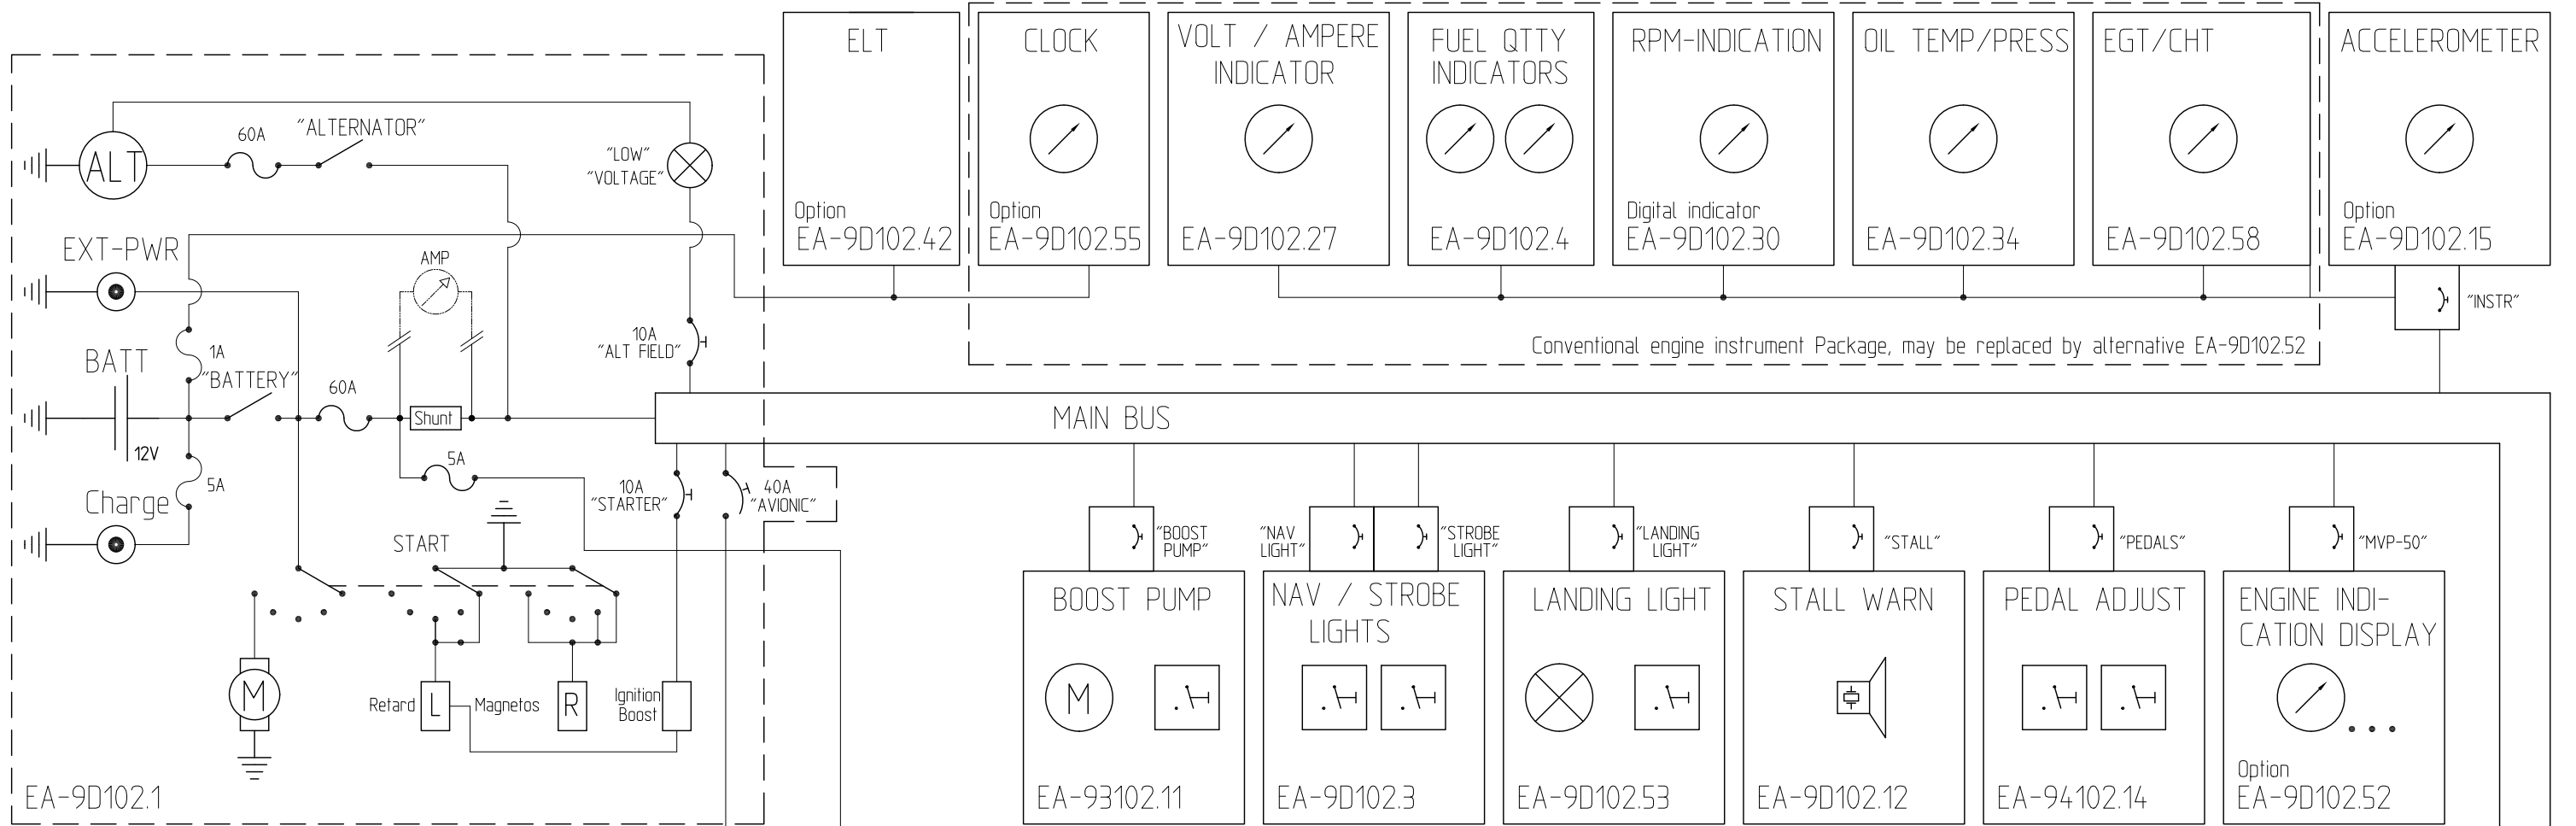 ELT
CLOCK
VOLT / AMPERE
INDICATOR
FUEL QTTY
INDICATORS
RPM-INDICATION
OIL TEMP/PRESS
EGT/CHT
ACCELEROMETER
Option
EA-9D102.42
Option
EA-9D102.55
EA-9D102.27
EA-9D102.4
Digital indicator
EA-9D102.30
EA-9D102.34
EA-9D102.58
Option
EA-9D102.15
"INSTR"
Conventional engine instrument Package, may be replaced by alternative EA-9D102.52
ALT
60A
"ALTERNATOR"
"LOW"
"VOLTAGE"
EXT-PWR
AMP
10A
"ALT FIELD"
1A
BATT
"BATTERY"
60A
Shunt
12V
MAIN BUS
5A
Charge
5A
10A
"STARTER"
40A
"AVIONIC"
START
M
Retard
L
Magnetos
R
Ignition
Boost
EA-9D102.1
"BOOST
PUMP"
"NAV
LIGHT"
"STROBE
LIGHT"
"LANDING
LIGHT"
"STALL"
"PEDALS"
"MVP-50"
BOOST PUMP
M
EA-93102.11
NAV / STROBE
LIGHTS
EA-9D102.3
LANDING LIGHT
EA-9D102.53
STALL WARN
EA-9D102.12
PEDAL ADJUST
EA-94102.14
ENGINE INDI-
CATION DISPLAY
Option
EA-9D102.52